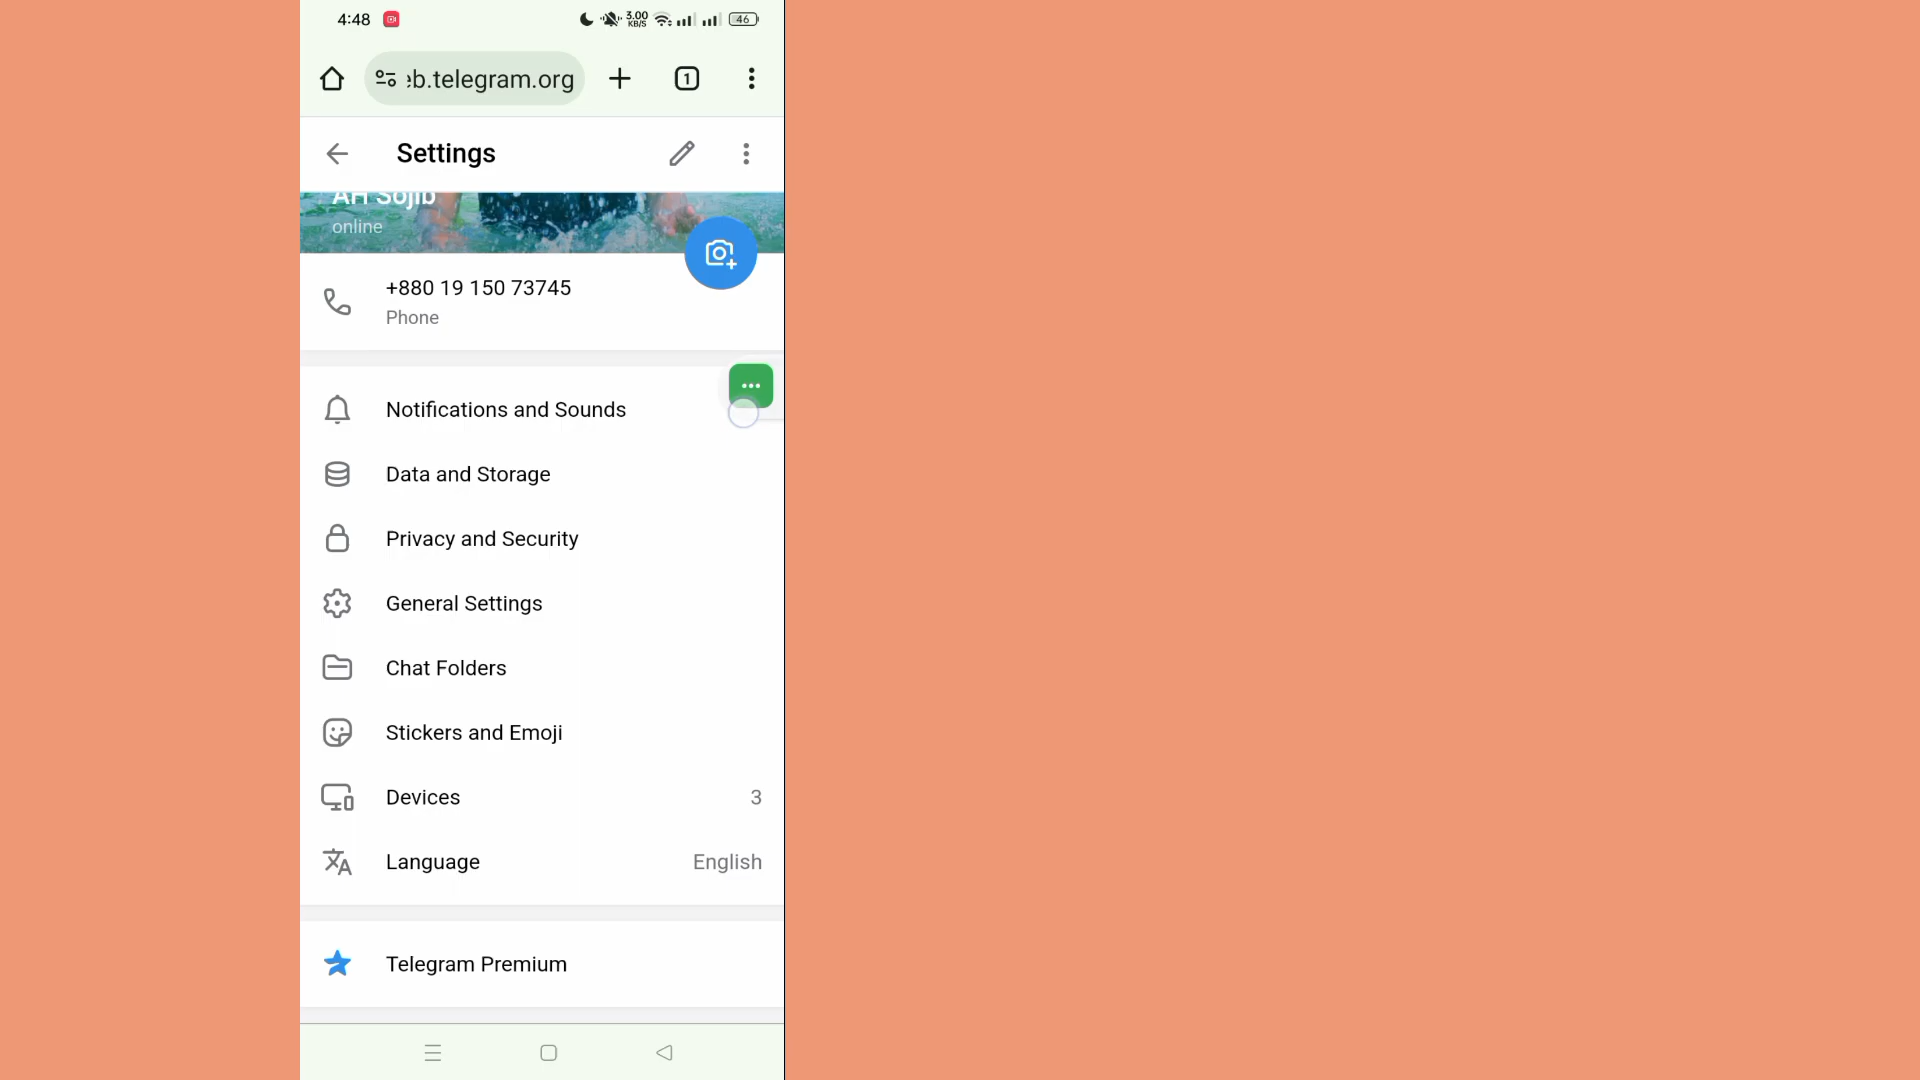 4:48
3.00
KB/S
46
eb.telegram.org
1
Settings
AH Sojib
online
+880 19 150 73745
Phone
Notifications and Sounds
Data and Storage
Privacy and Security
General Settings
Chat Folders
Stickers and Emoji
Devices 3
Language English
Telegram Premium